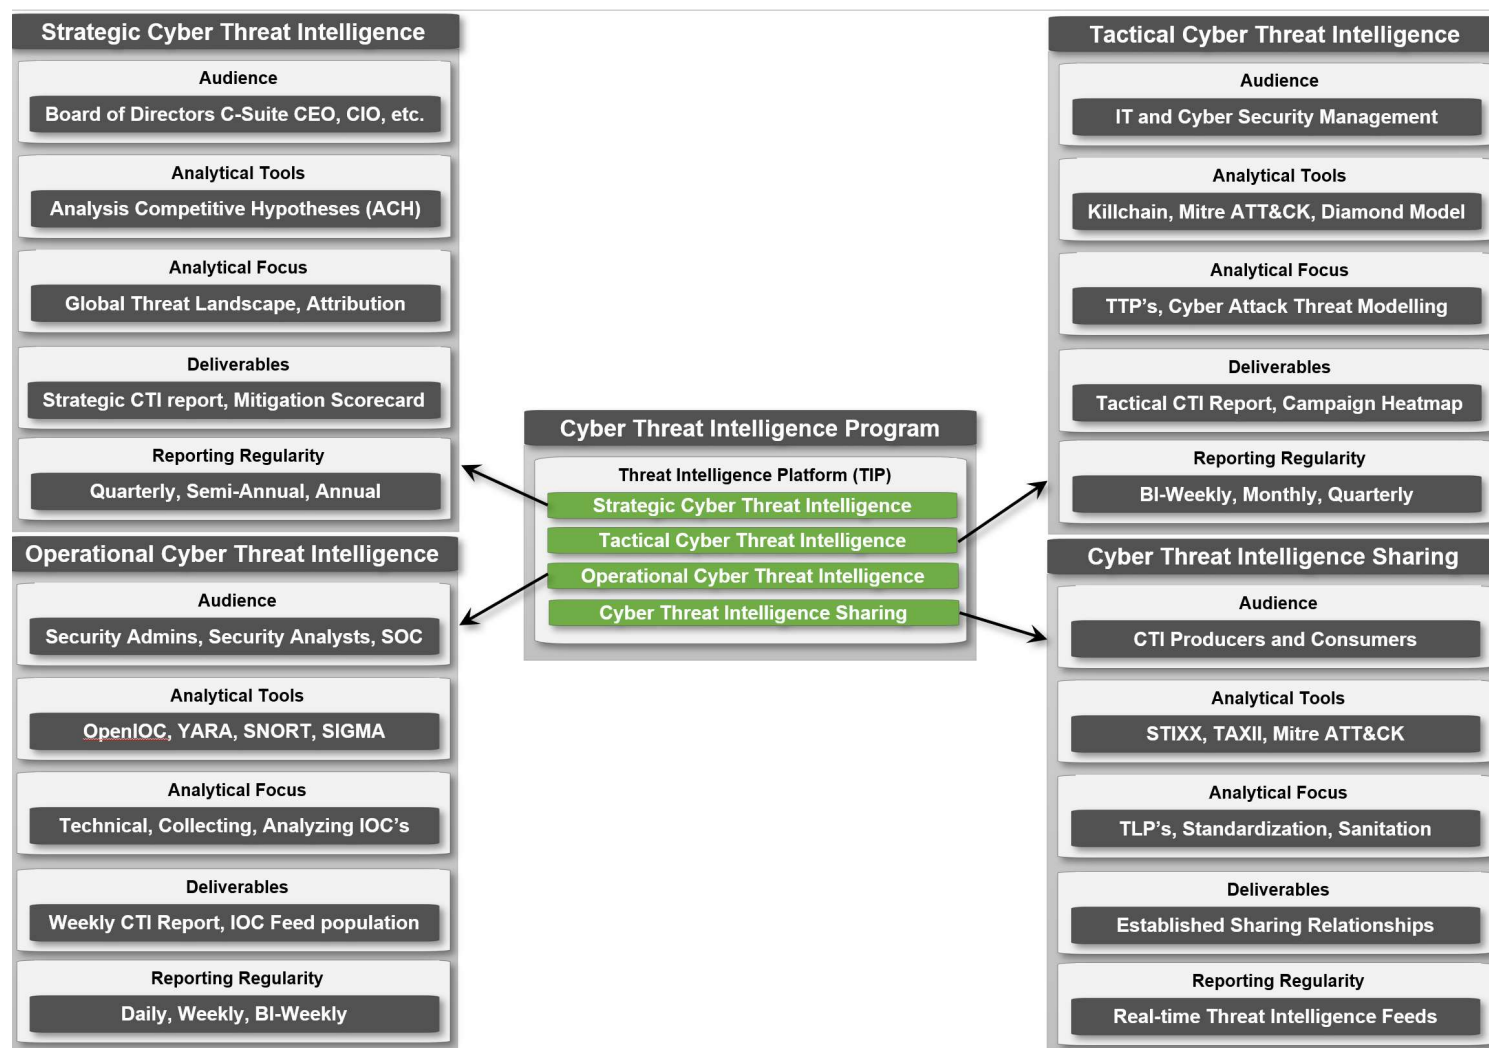 Strategic Cyber Threat Intelligence
Audience
Board of Directors C-Suite CEO, CIO, etc.
Analytical Tools
Analysis Competitive Hypotheses (ACH)
Analytical Focus
Global Threat Landscape, Attribution
Deliverables
Strategic CTI report, Mitigation Scorecard
Reporting Regularity
Quarterly, Semi-Annual, Annual
Operational Cyber Threat Intelligence
Audience
Security Admins, Security Analysts, SOC
Analytical Tools
OpenIOC, YARA, SNORT, SIGMA
Analytical Focus
Technical, Collecting, Analyzing IOC's
Deliverables
Weekly CTI Report, IOC Feed population
Reporting Regularity
Daily, Weekly, BI-Weekly
Cyber Threat Intelligence Program
Threat Intelligence Platform (TIP)
Strategic Cyber Threat Intelligence
Tactical Cyber Threat Intelligence
Operational Cyber Threat Intelligence
Cyber Threat Intelligence Sharing
Tactical Cyber Threat Intelligence
Audience
IT and Cyber Security Management
Analytical Tools
Killchain, Mitre ATT&CK, Diamond Model
Analytical Focus
TTP's, Cyber Attack Threat Modelling
Deliverables
Tactical CTI Report, Campaign Heatmap
Reporting Regularity
BI-Weekly, Monthly, Quarterly
Cyber Threat Intelligence Sharing
Audience
CTI Producers and Consumers
Analytical Tools
STIXX, TAXII, Mitre ATT&CK
Analytical Focus
TLP's, Standardization, Sanitation
Deliverables
Established Sharing Relationships
Reporting Regularity
Real-time Threat Intelligence Feeds